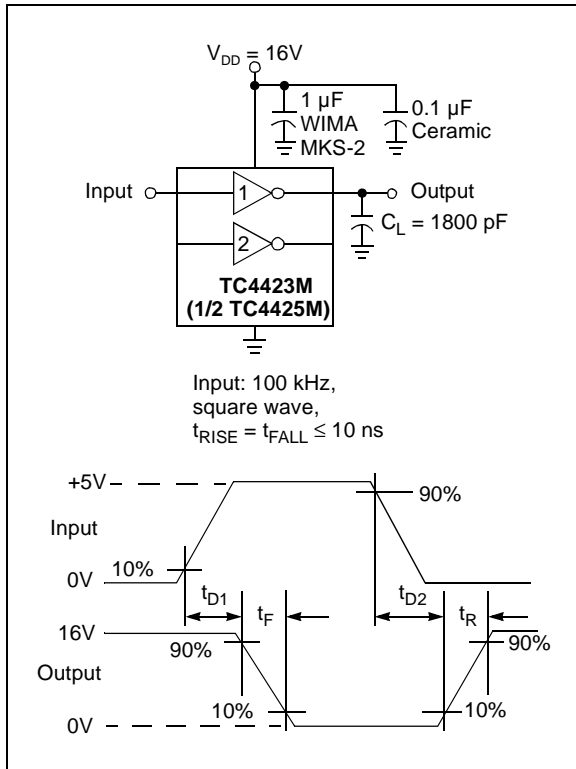 V_DD = 16V
1 µF
WIMA
MKS-2
0.1 µF
Ceramic
Input
1
Output
C_L = 1800 pF
2
TC4423M
(1/2 TC4425M)
Input: 100 kHz,
square wave,
t_RISE = t_FALL ≤ 10 ns
+5V
90%
Input
10%
0V
t_D1
t_F
t_D2
t_R
16V
90%
90%
Output
10%
10%
0V